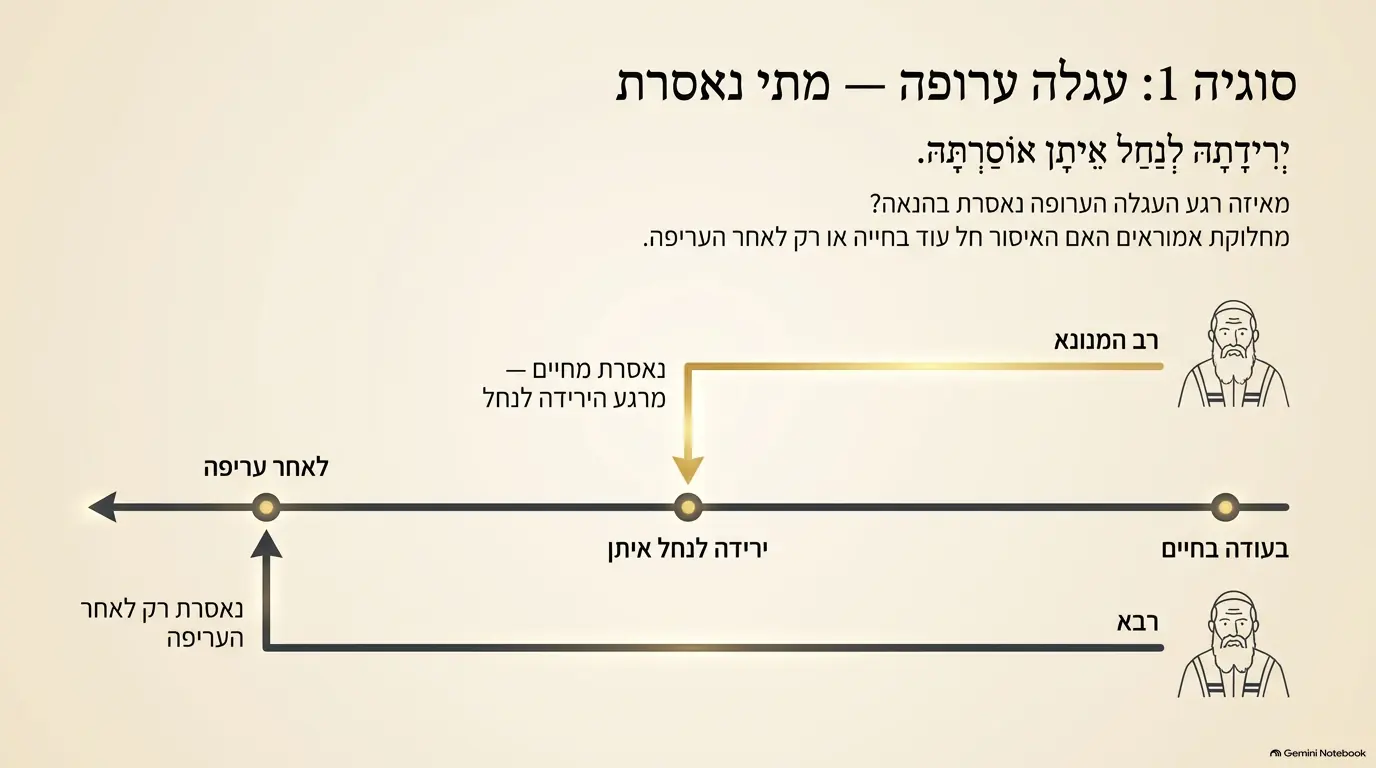 סוגיה 1: עגלה ערופה — מתי נאסרת
יְרִידָתָהּ לְנַחַל אֵיתָן אוֹסַרְתָּהּ.
מאיזה רגע העגלה הערופה נאסרת בהנאה?
מחלוקת אמוראים האם האיסור חל עוד בחייה או רק לאחר העריפה.
רב המנונא
נאסרת מחיים —
מרגע הירידה לנחל
לאחר עריפה
ירידה לנחל איתן
בעודה בחיים
רבא
נאסרת רק לאחר
העריפה
Gemini Notebook